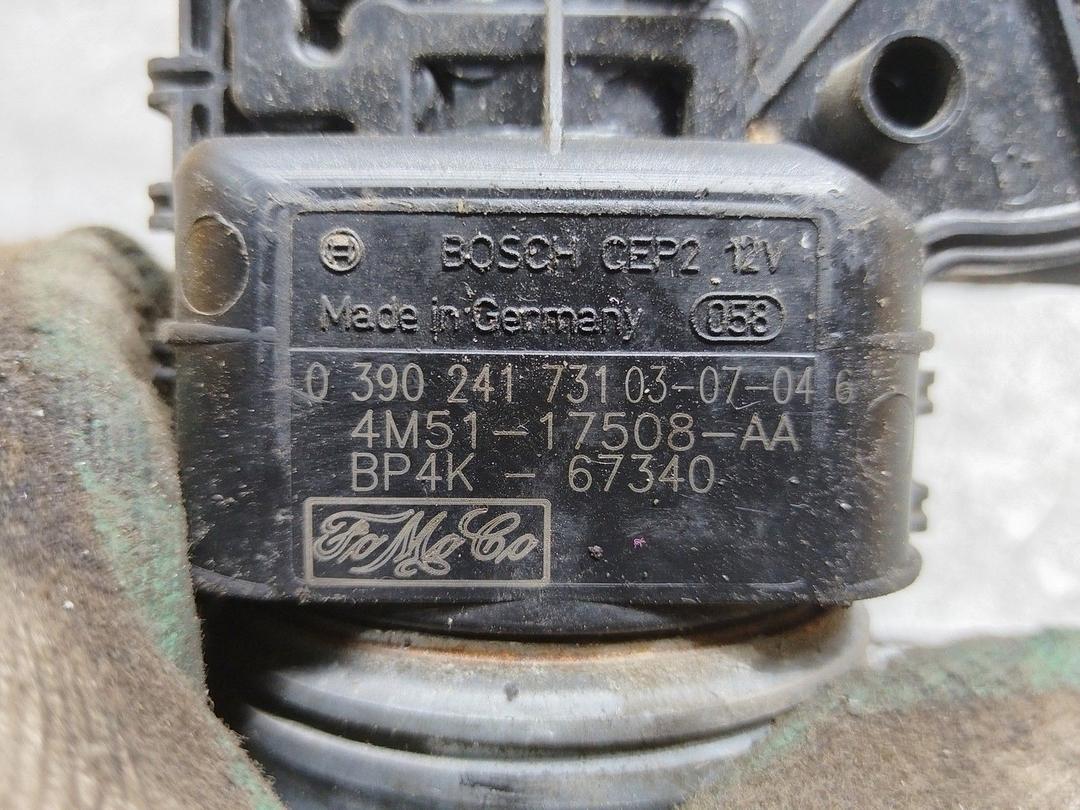 BOSCH CEP2 12V
Made in Germany 058
0 390 241 731 03-07-04 6
4M51-17508-AA
BP4K - 67340
FoMoCo